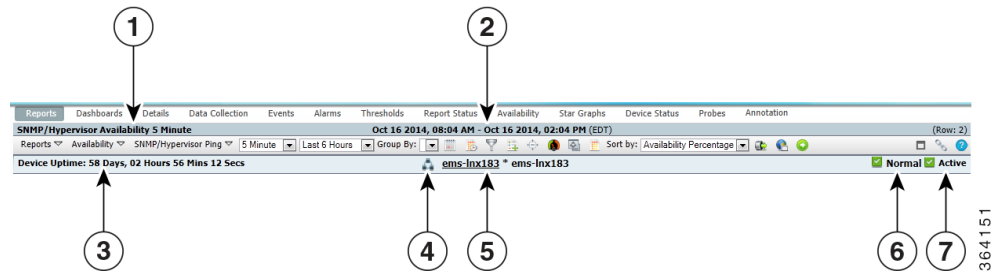 1 2
Reports Dashboards Details Data Collection Events Alarms Thresholds Report Status Availability Star Graphs Device Status Probes Annotation
SNMP/Hypervisor Availability 5 Minute Oct 16 2014, 08:04 AM - Oct 16 2014, 02:04 PM (EDT) (Row: 2)
Reports Availability SNMP/Hypervisor Ping 5 Minute Last 6 Hours Group By: Sort by: Availability Percentage ?
Device Uptime: 58 Days, 02 Hours 56 Mins 12 Secs ems-lnx183 * ems-lnx183 Normal Active
3 4 5 6 7
364151